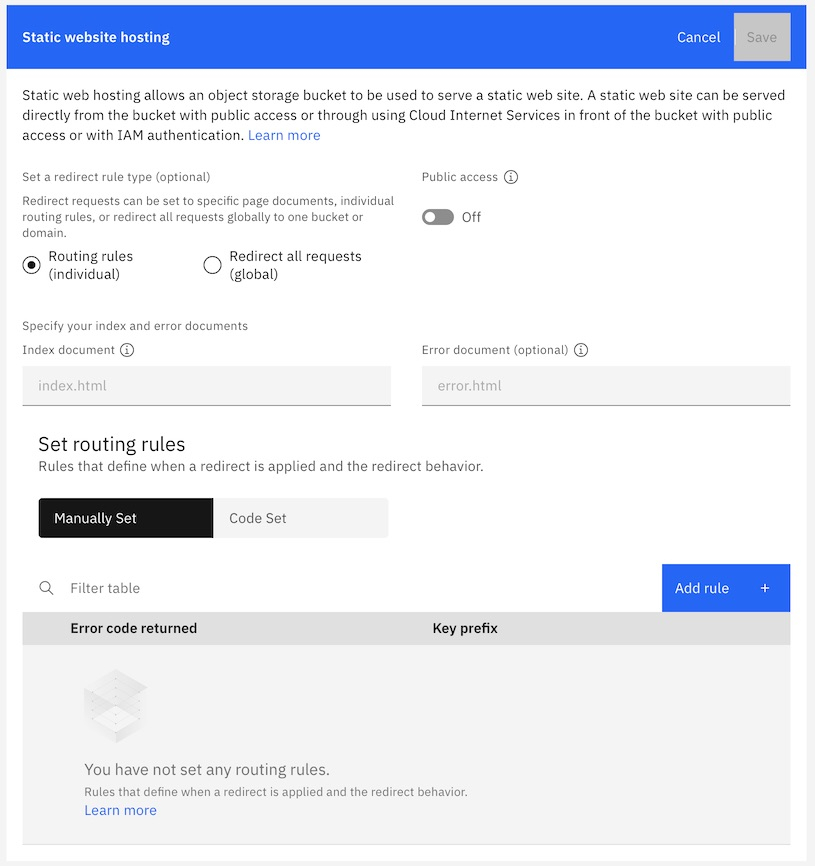 Static website hosting
Cancel
Save
Static web hosting allows an object storage bucket to be used to serve a static web site. A static web site can be served
directly from the bucket with public access or through using Cloud Internet Services in front of the bucket with public
access or with IAM authentication. Learn more
Set a redirect rule type (optional)
Redirect requests can be set to specific page documents, individual
routing rules, or redirect all requests globally to one bucket or
domain.
Routing rules
(individual)
Redirect all requests
(global)
Public access
Off
Specify your index and error documents
Index document
index.html
Error document (optional)
error.html
Set routing rules
Rules that define when a redirect is applied and the redirect behavior.
Manually Set
Code Set
Filter table
Add rule +
Error code returned
Key prefix
You have not set any routing rules.
Rules that define when a redirect is applied and the redirect behavior.
Learn more